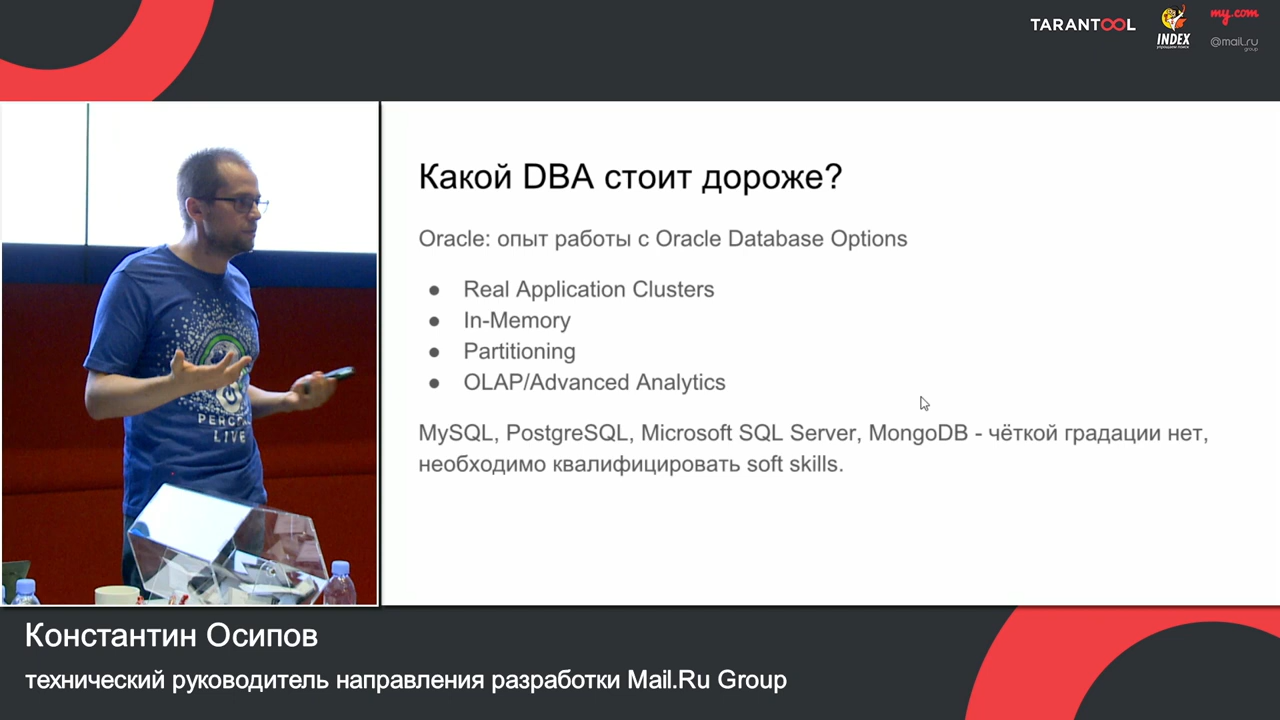 TARANTOOL
INDEX
my.com
@mail.ru
group
Какой DBA стоит дороже?
Oracle: опыт работы с Oracle Database Options
● Real Application Clusters
● In-Memory
● Partitioning
● OLAP/Advanced Analytics
MySQL, PostgreSQL, Microsoft SQL Server, MongoDB - чёткой градации нет,
необходимо квалифицировать soft skills.
LIVE
Константин Осипов
технический руководитель направления разработки Mail.Ru Group